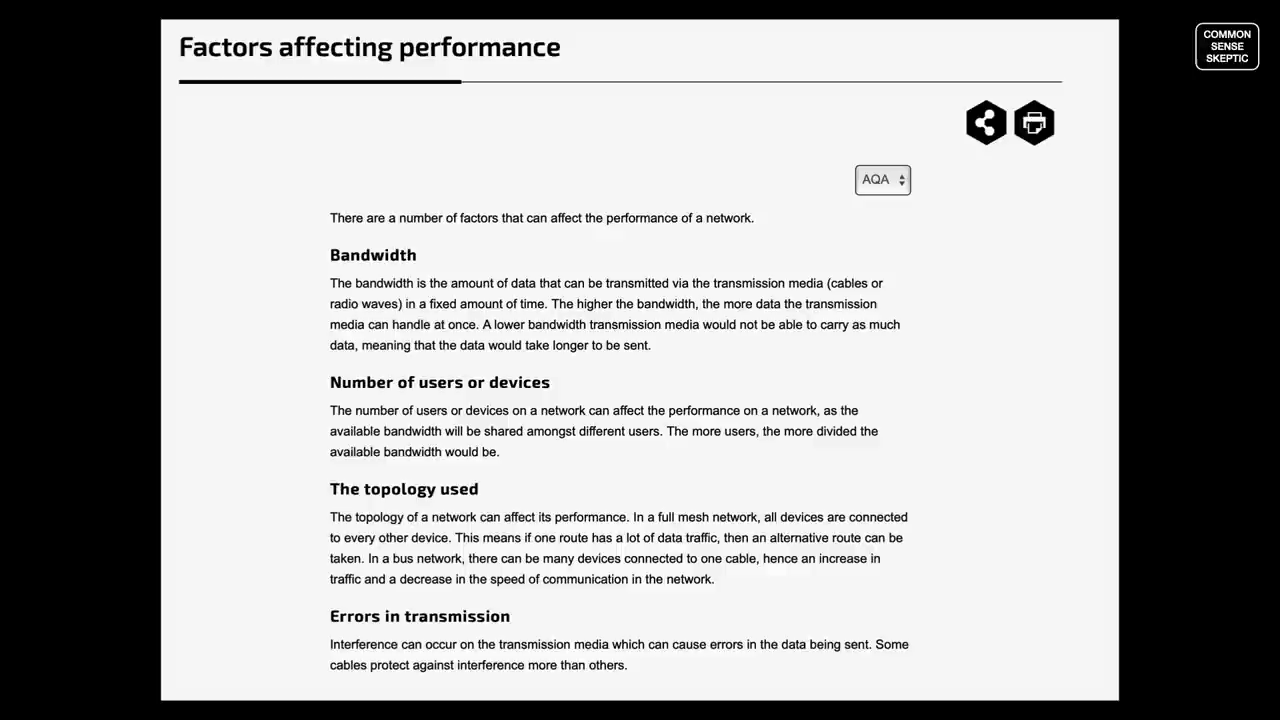 Factors affecting performance
COMMON
SENSE
SKEPTIC
AQA
There are a number of factors that can affect the performance of a network.
Bandwidth
The bandwidth is the amount of data that can be transmitted via the transmission media (cables or
radio waves) in a fixed amount of time. The higher the bandwidth, the more data the transmission
media can handle at once. A lower bandwidth transmission media would not be able to carry as much
data, meaning that the data would take longer to be sent.
Number of users or devices
The number of users or devices on a network can affect the performance on a network, as the
available bandwidth will be shared amongst different users. The more users, the more divided the
available bandwidth would be.
The topology used
The topology of a network can affect its performance. In a full mesh network, all devices are connected
to every other device. This means if one route has a lot of data traffic, then an alternative route can be
taken. In a bus network, there can be many devices connected to one cable, hence an increase in
traffic and a decrease in the speed of communication in the network.
Errors in transmission
Interference can occur on the transmission media which can cause errors in the data being sent. Some
cables protect against interference more than others.